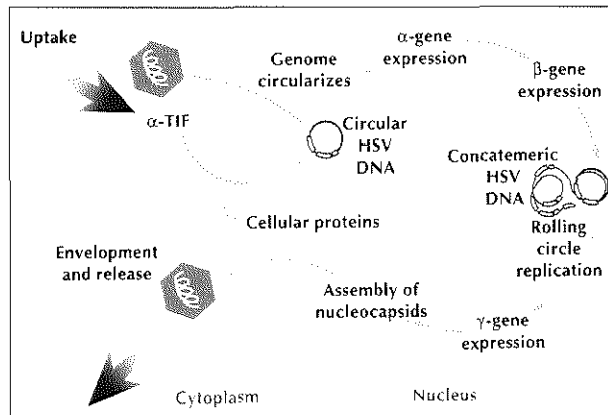 Uptake
α-TIF
Genome
circularizes
α-gene
expression
β-gene
expression
Circular
HSV
DNA
Concatemeric
HSV
DNA
Rolling
circle
replication
Cellular proteins
Envelopment
and release
Assembly of
nucleocapsids
γ-gene
expression
Cytoplasm
Nucleus